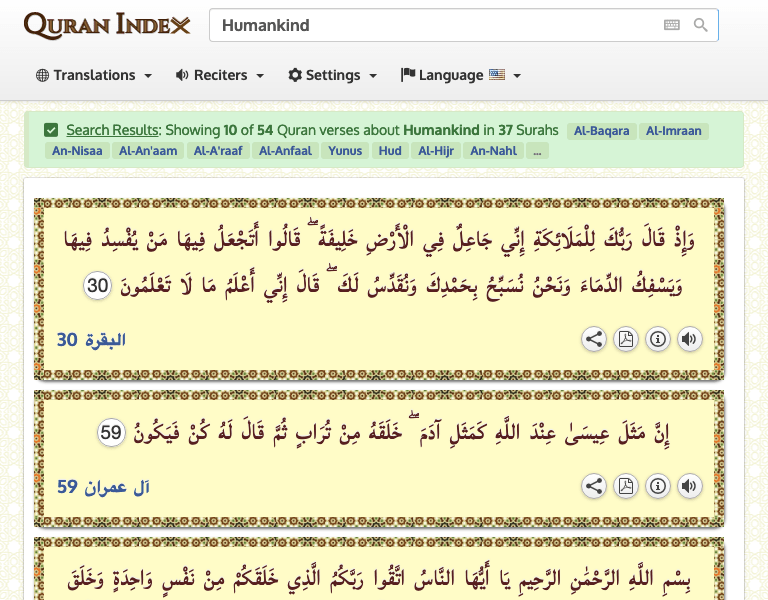 QURAN INDEX
Humankind
Translations Reciters Settings Language
Search Results: Showing 10 of 54 Quran verses about Humankind in 37 Surahs Al-Baqara Al-Imraan
An-Nisaa Al-An'aam Al-A'raaf Al-Anfaal Yunus Hud Al-Hijr An-Nahl ...
وَإِذْ قَالَ رَبُّكَ لِلْمَلَائِكَةِ إِنِّي جَاعِلٌ فِي الْأَرْضِ خَلِيفَةً ۖ قَالُوا أَتَجْعَلُ فِيهَا مَنْ يُفْسِدُ فِيهَا
وَيَسْفِكُ الدِّمَاءَ وَنَحْنُ نُسَبِّحُ بِحَمْدِكَ وَنُقَدِّسُ لَكَ ۖ قَالَ إِنِّي أَعْلَمُ مَا لَا تَعْلَمُونَ 30
البقرة 30
إِنَّ مَثَلَ عِيسَىٰ عِنْدَ اللَّهِ كَمَثَلِ آدَمَ ۖ خَلَقَهُ مِنْ تُرَابٍ ثُمَّ قَالَ لَهُ كُنْ فَيَكُونُ 59
آل عمران 59
بِسْمِ اللَّهِ الرَّحْمَٰنِ الرَّحِيمِ يَا أَيُّهَا النَّاسُ اتَّقُوا رَبَّكُمُ الَّذِي خَلَقَكُمْ مِنْ نَفْسٍ وَاحِدَةٍ وَخَلَقَ